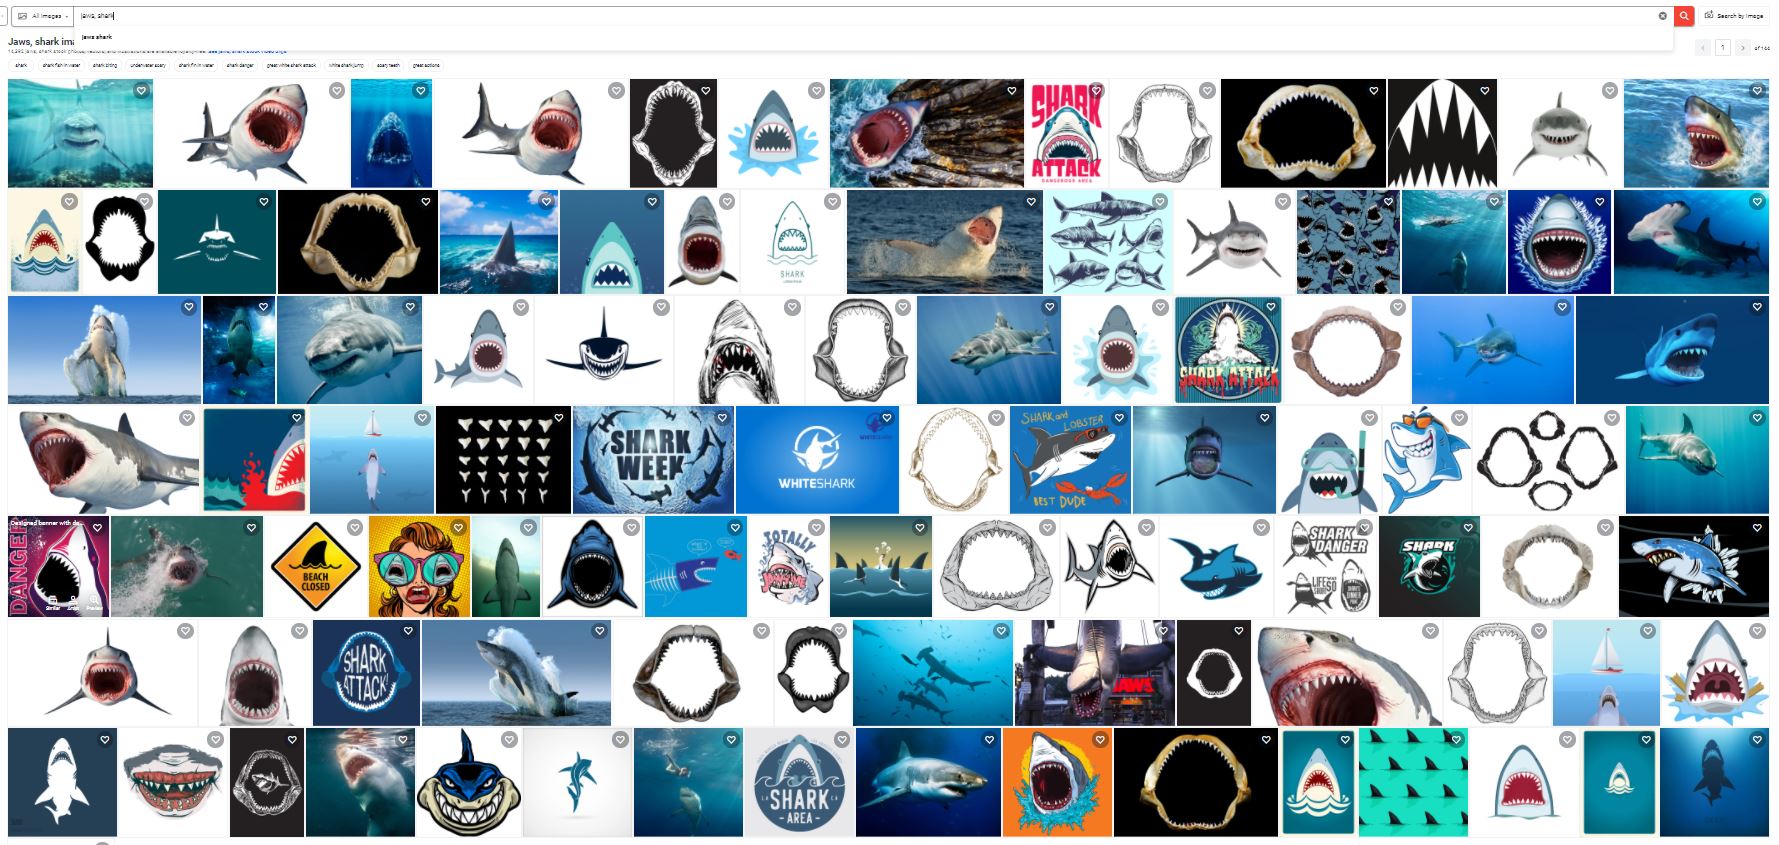 All images
jaws, shark
Search by image
jaws shark
Jaws, shark ima
1
of 144
shark
shark fish in water
shark biting
underwater scary
shark fin in water
shark danger
great white shark attack
white shark jump
scary teeth
great actions
SHARK
ATTACK
DANGEROUS AREA
SHARK
SHARK ATTACK
SHARK WEEK
WHITESHARK
SHARK and LOBSTER
BEST DUDE
Designed banner with da...
DANGER
Similar
Preview
BEACH
CLOSED
TOTALLY
JAWSOME
SHARK
DANGER
LIFE
SHARK
SHARK
ATTACK!
JAWS
SHARK
- AREA -